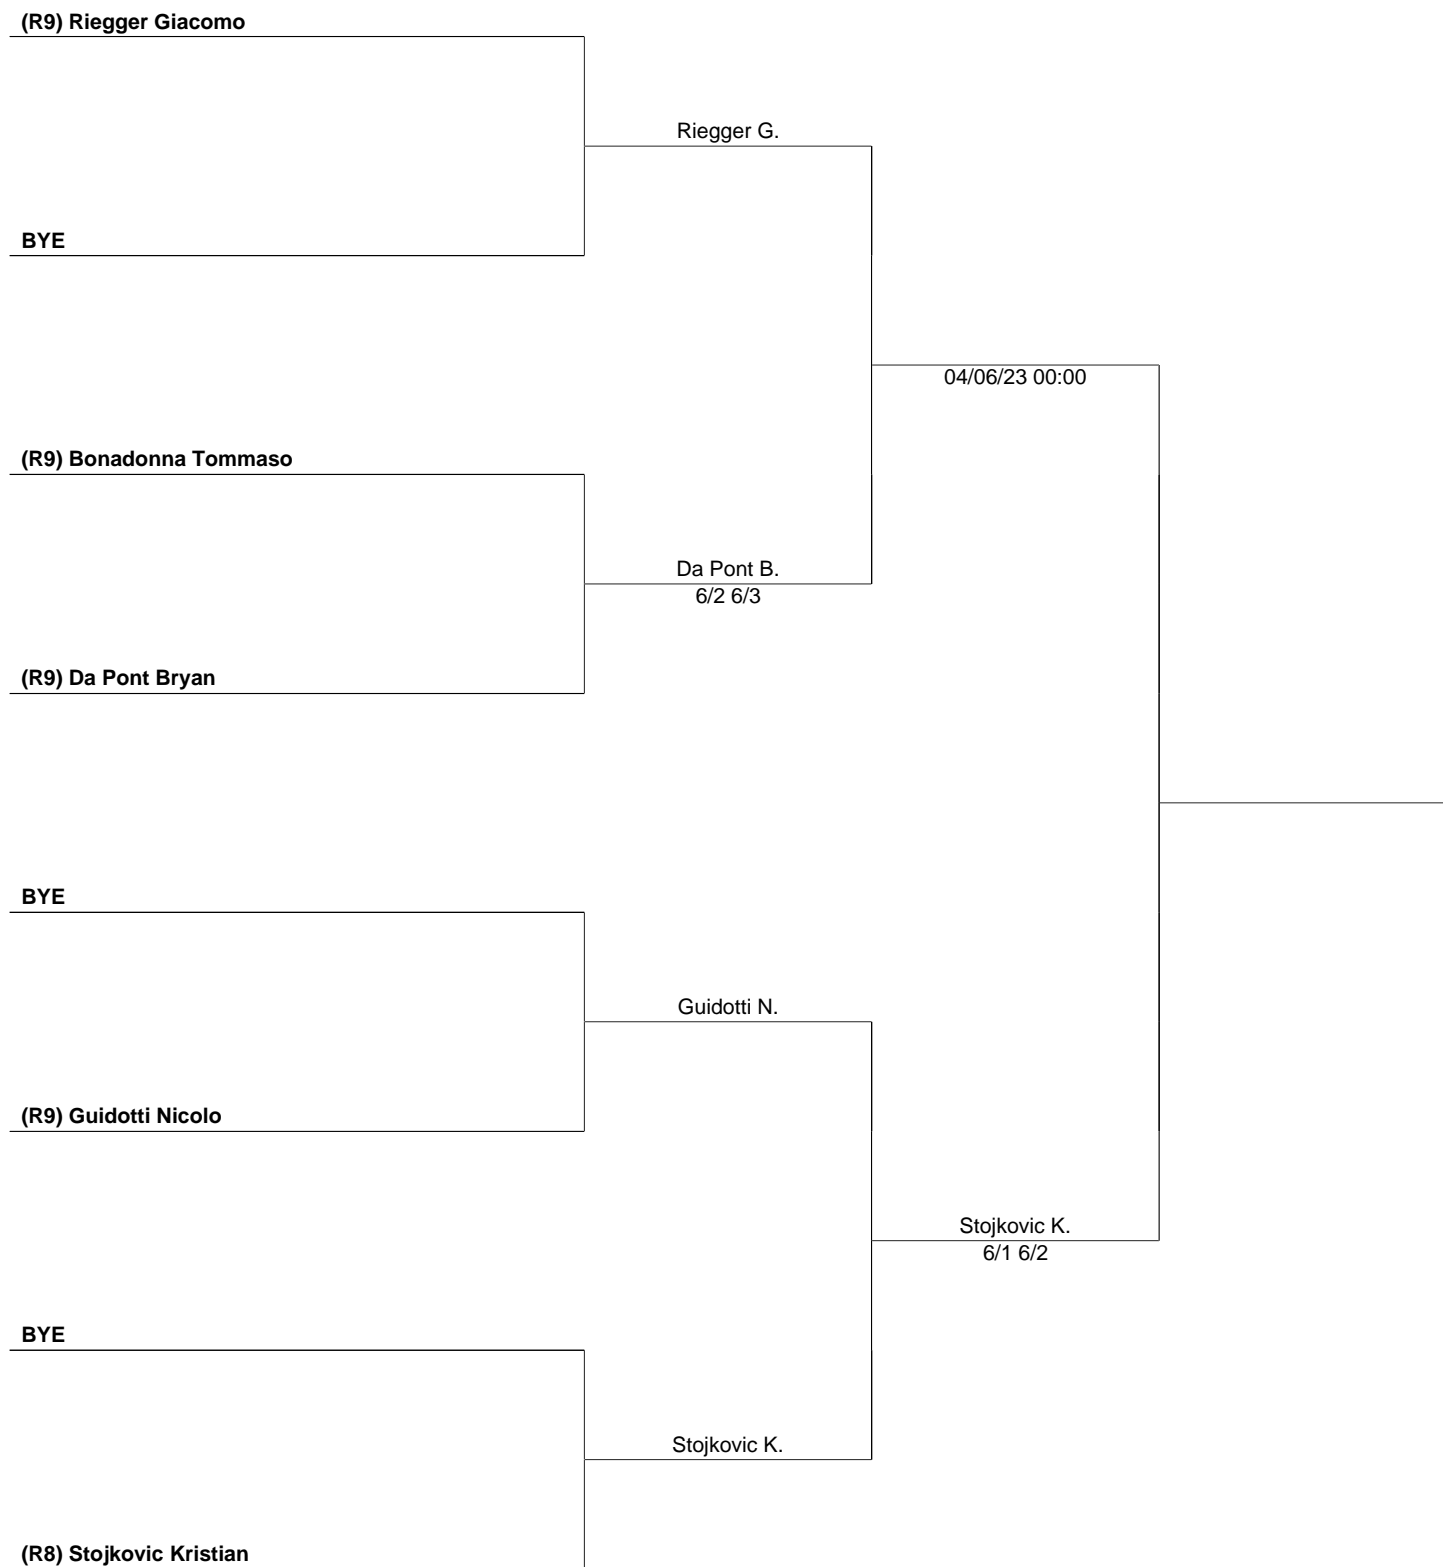 (R9) Riegger Giacomo
Riegger G.
BYE
04/06/23 00:00
(R9) Bonadonna Tommaso
Da Pont B.
6/2 6/3
(R9) Da Pont Bryan
BYE
Guidotti N.
(R9) Guidotti Nicolo
Stojkovic K.
6/1 6/2
BYE
Stojkovic K.
(R8) Stojkovic Kristian